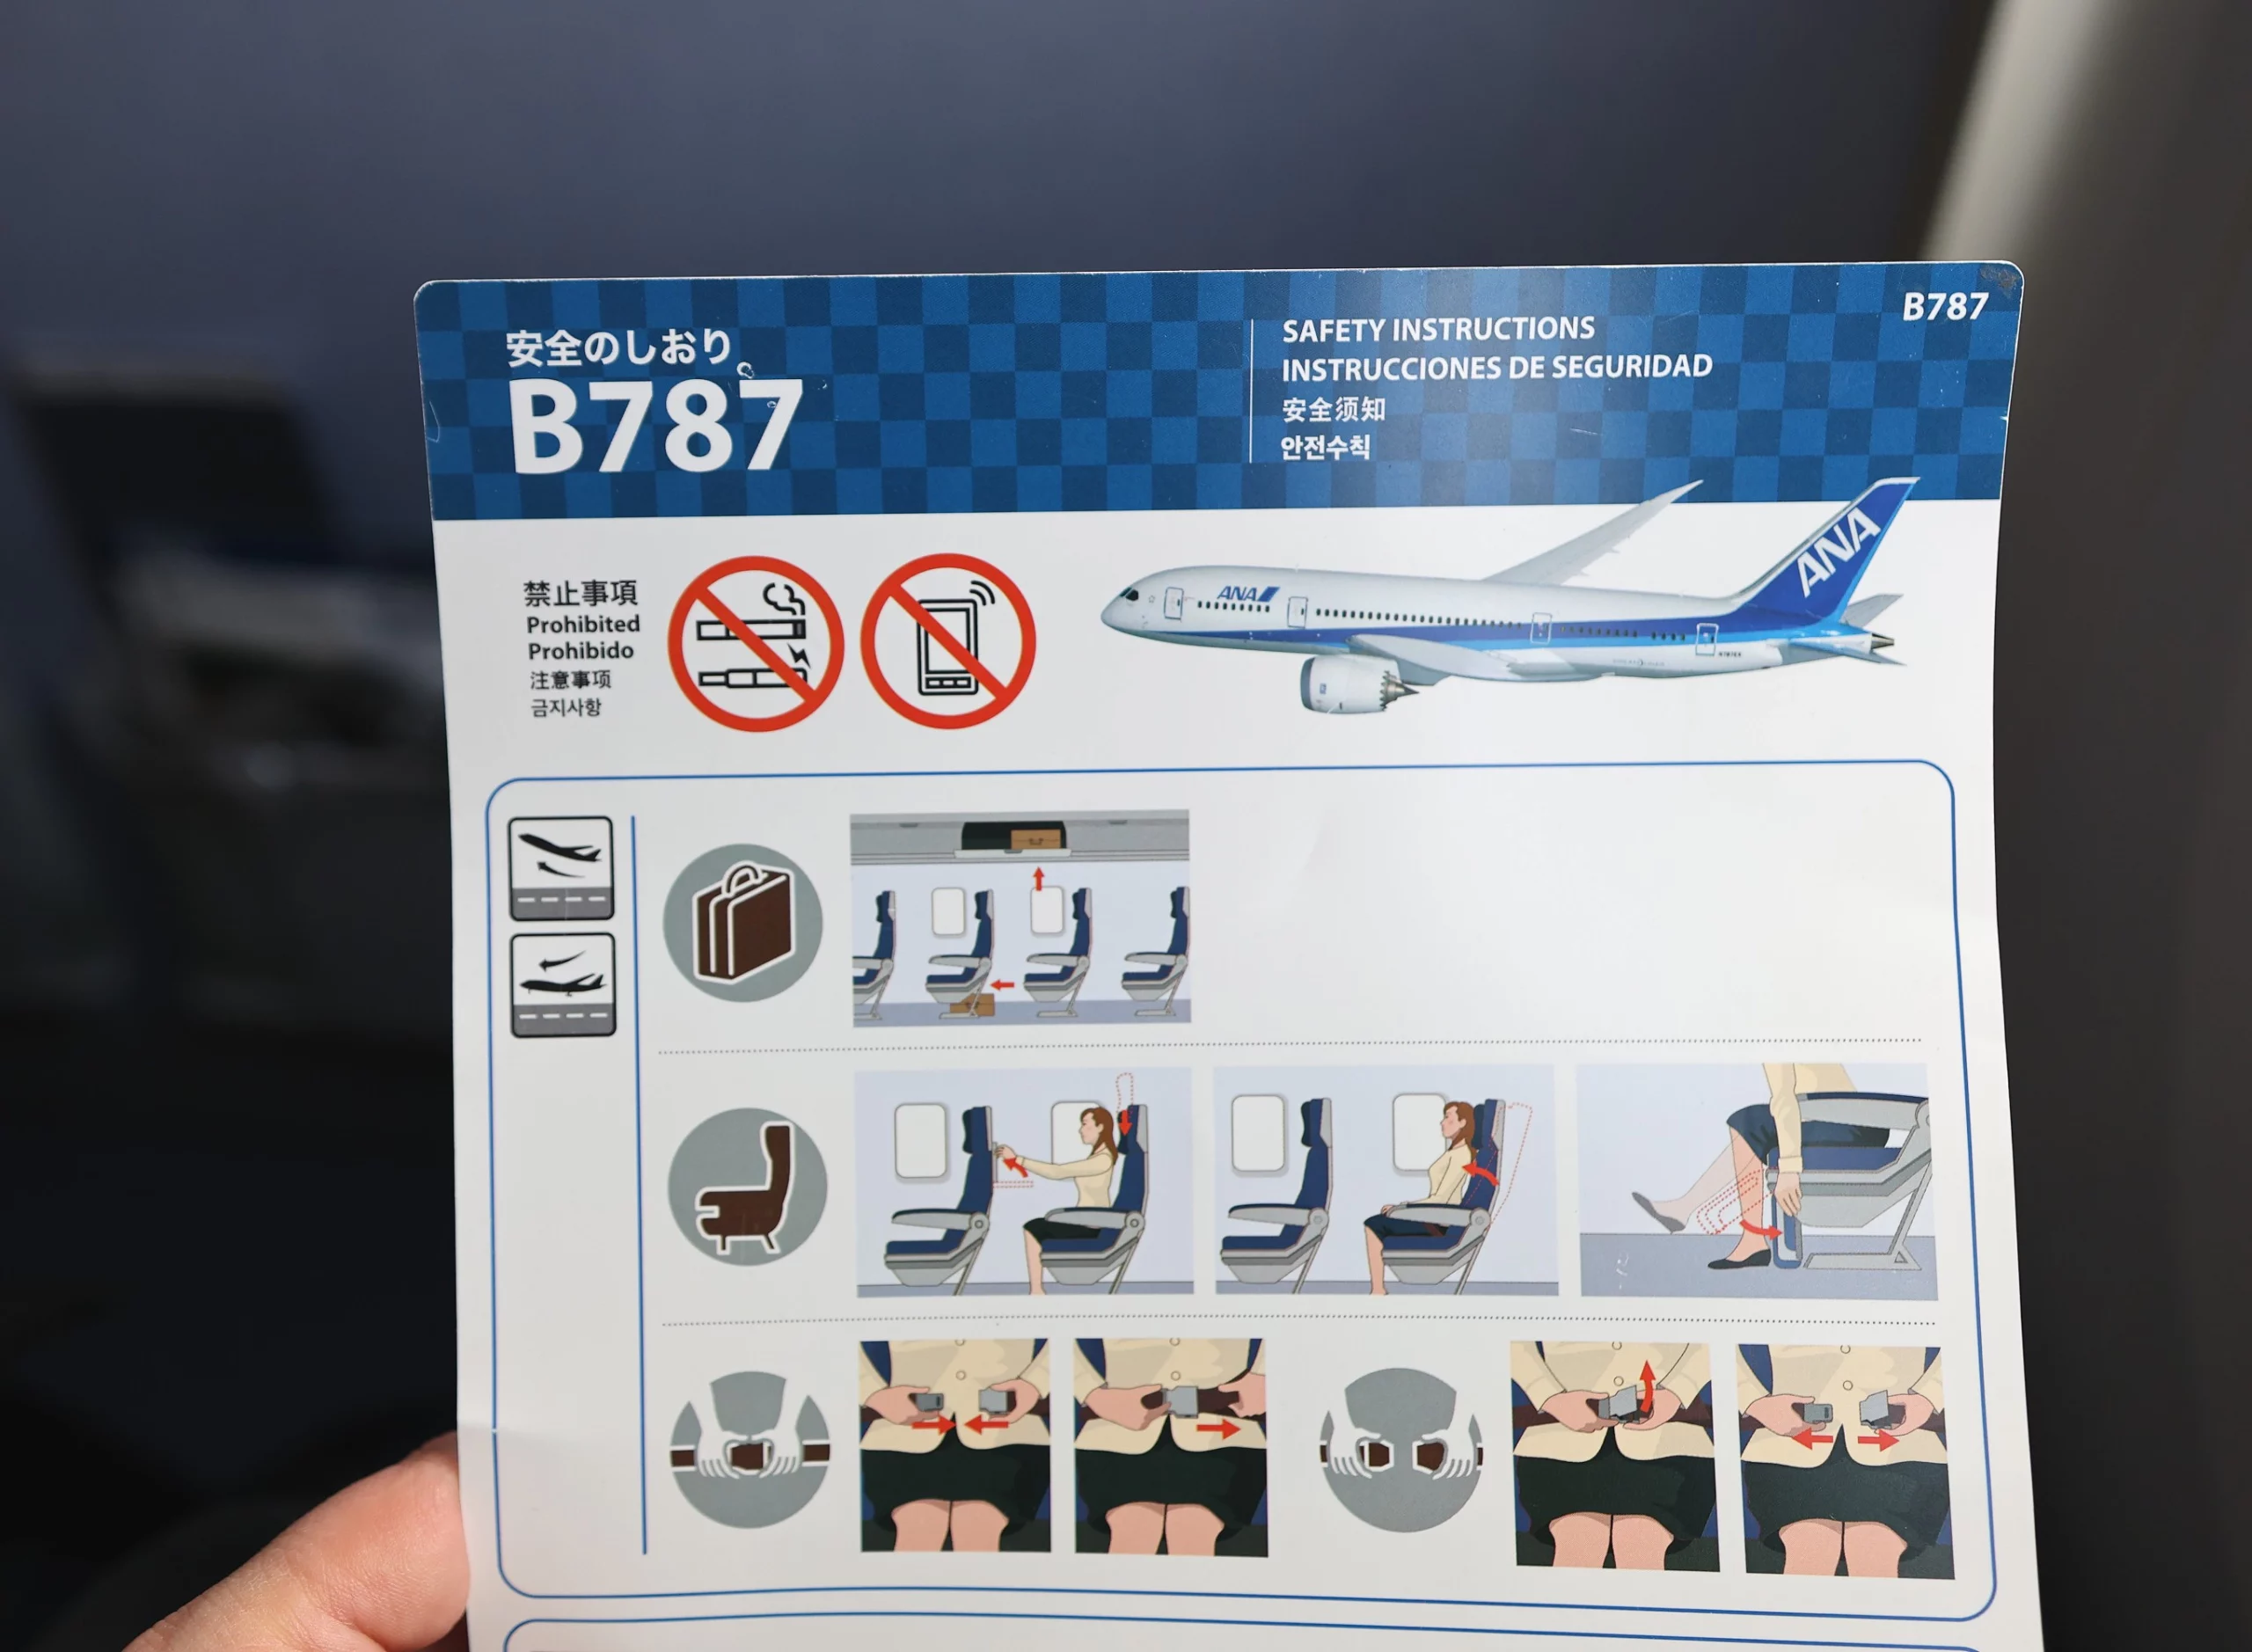 安全のしおり
B787
SAFETY INSTRUCTIONS
INSTRUCCIONES DE SEGURIDAD
安全须知
안전수칙
B787
禁止事項
Prohibited
Prohibido
注意事项
금지사항
ANA
ANA